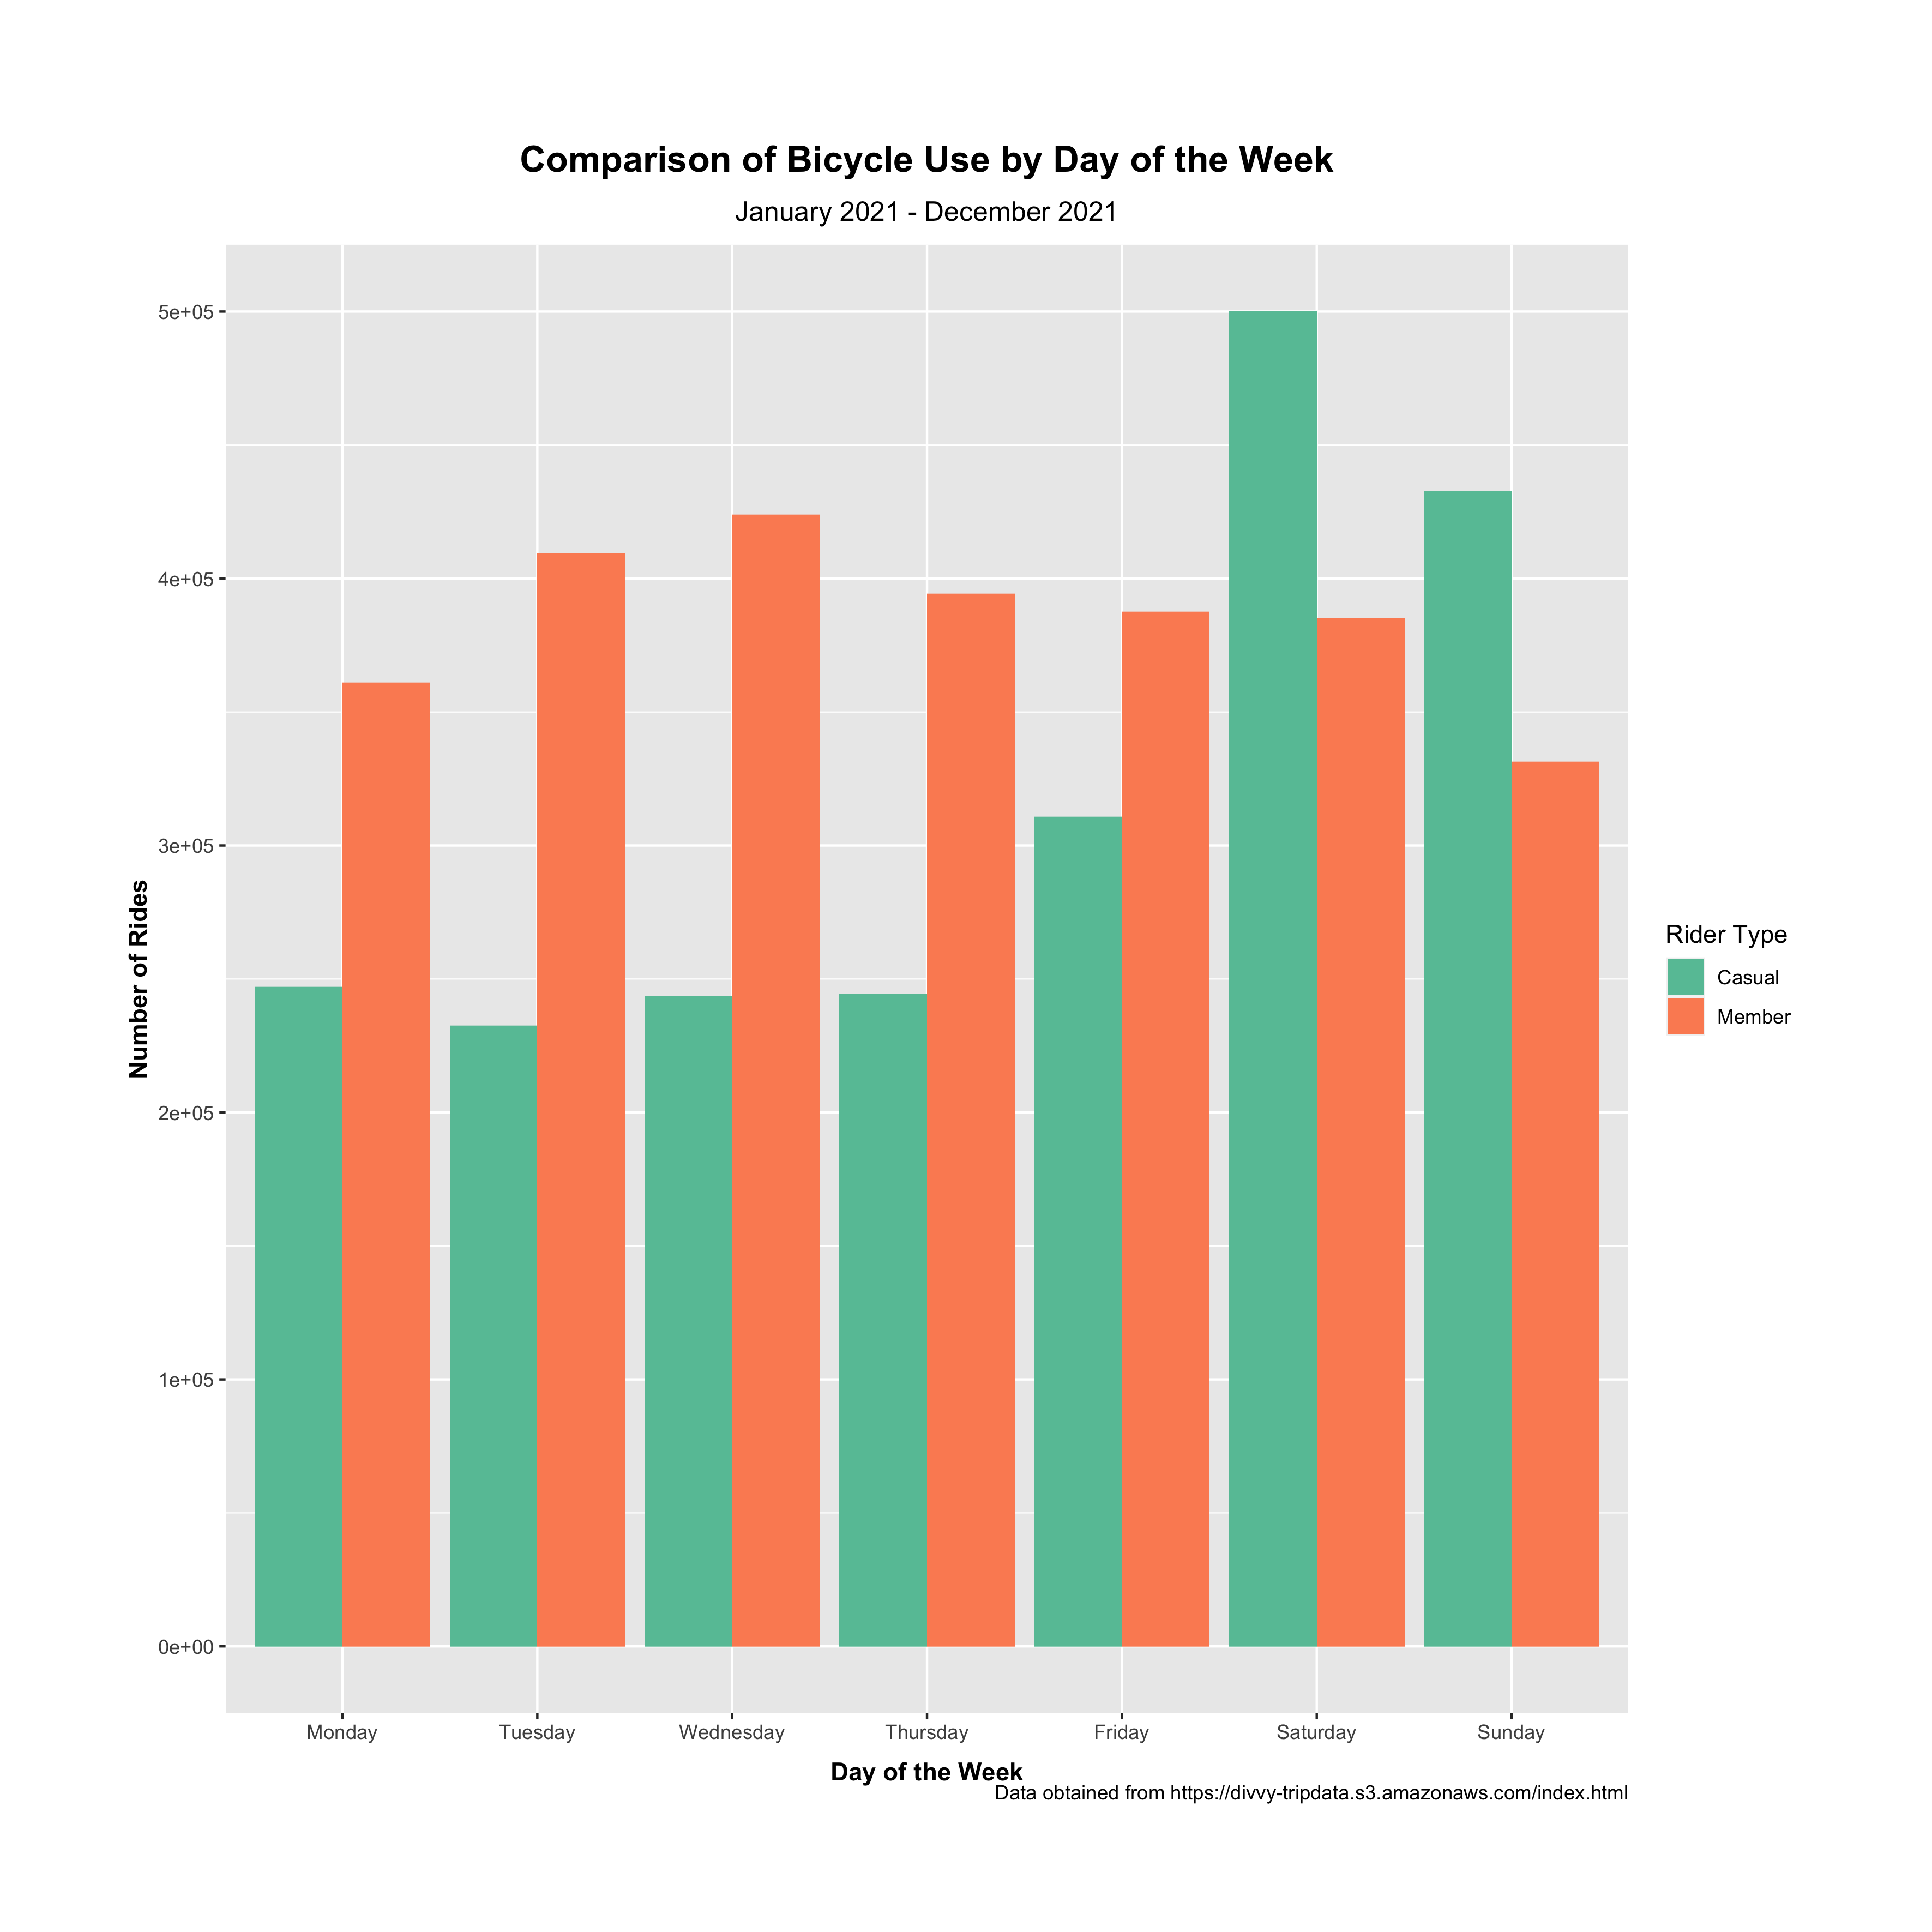 Comparison of Bicycle Use by Day of the Week
January 2021 - December 2021
5e+05
4e+05
3e+05
2e+05
1e+05
0e+00
Number of Rides
Monday Tuesday Wednesday Thursday Friday Saturday Sunday
Day of the Week
Data obtained from https://divvy-tripdata.s3.amazonaws.com/index.html
Rider Type
Casual
Member